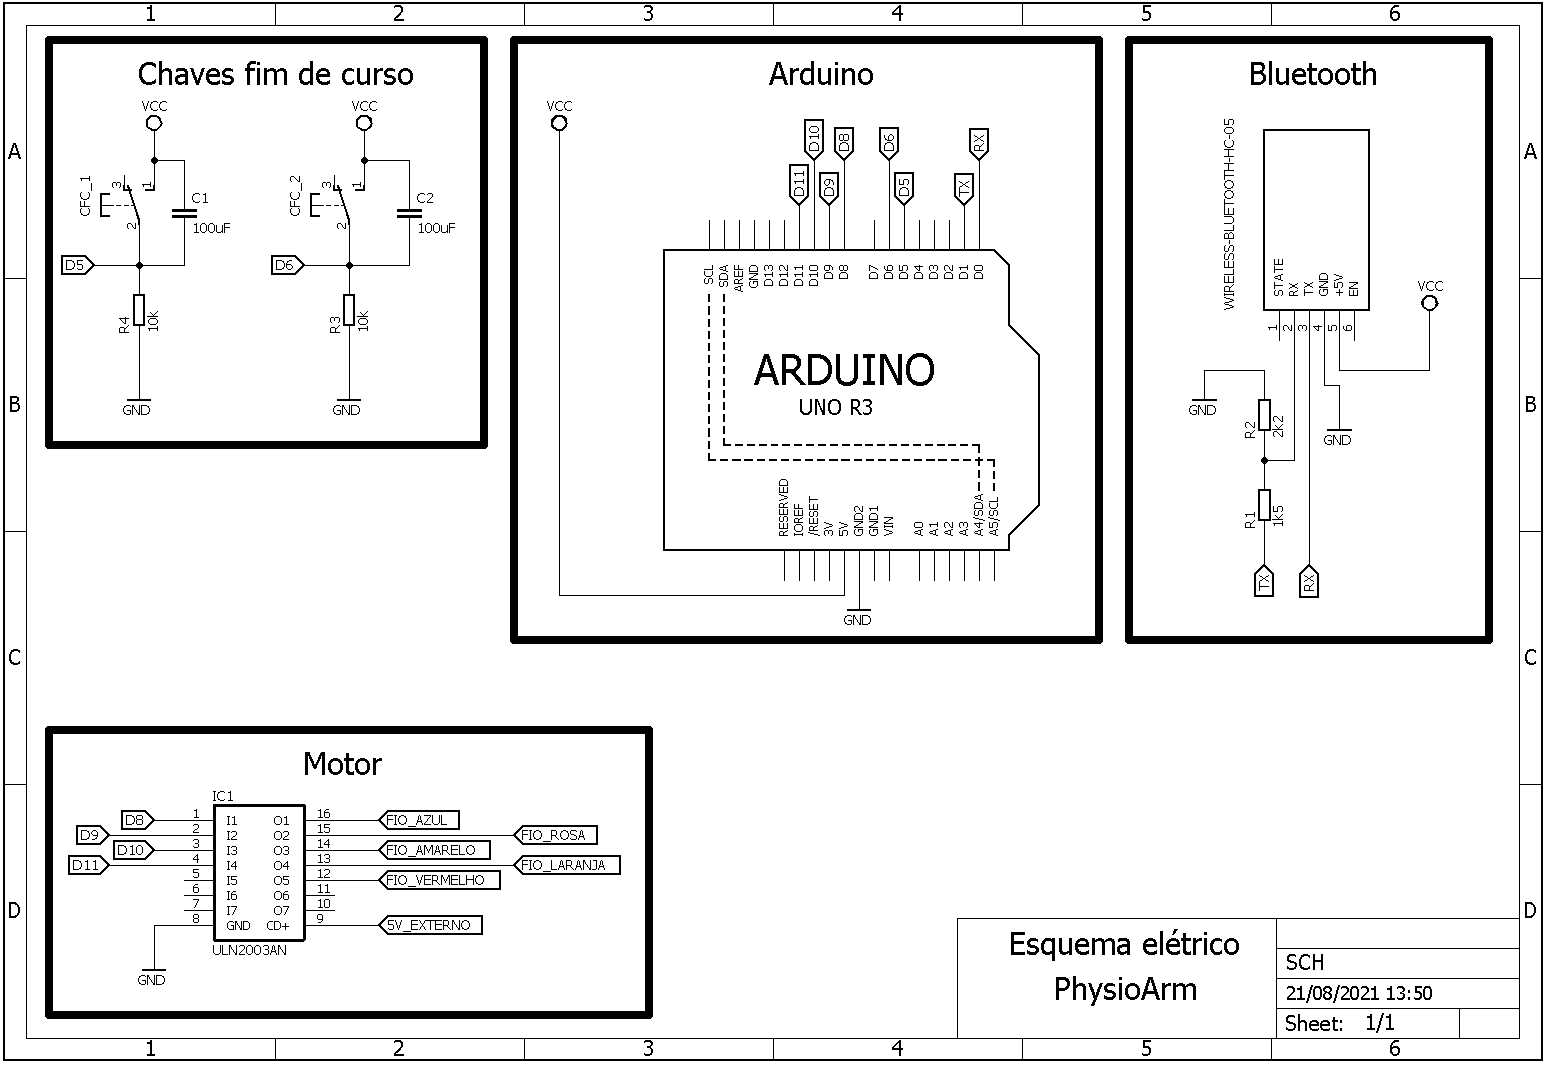 1 2 3 4 5 6
A
B
C
D
A
B
C
D
Chaves fim de curso
VCC
CFC_1
3
1
2
C1
100uF
D5
R4
10k
GND
VCC
CFC_2
3
1
2
C2
100uF
D6
R3
10k
GND
Arduino
VCC
D11
D10
D9
D8
D6
D5
TX
RX
SCL
SDA
AREF
GND
D13
D12
D11
D10
D9
D8
D7
D6
D5
D4
D3
D2
D1
D0
ARDUINO
UNO R3
RESERVED
IOREF
/RESET
3V
5V
GND2
GND1
VIN
A0
A1
A2
A3
A4/SDA
A5/SCL
GND
Bluetooth
WIRELESS-BLUETOOTH-HC-05
STATE
RX
TX
GND
+5V
EN
1
2
3
4
5
6
VCC
GND
R2
2k2
GND
R1
1k5
TX
RX
Motor
IC1
D8 1 I1 O1 16 FIO_AZUL
D9 2 I2 O2 15 FIO_ROSA
D10 3 I3 O3 14 FIO_AMARELO
D11 4 I4 O4 13 FIO_LARANJA
5 I5 O5 12 FIO_VERMELHO
6 I6 O6 11
7 I7 O7 10
8 GND CD+ 9 5V_EXTERNO
ULN2003AN
GND
Esquema elétrico
PhysioArm
SCH
21/08/2021 13:50
Sheet: 1/1
1 2 3 4 5 6